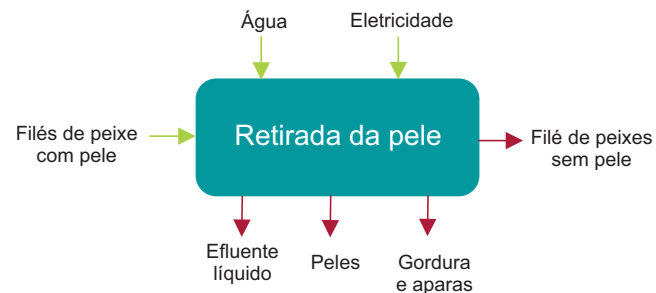 Água
Eletricidade
Filés de peixe
com pele
Retirada da pele
Filé de peixes
sem pele
Efluente
líquido
Peles
Gordura
e aparas